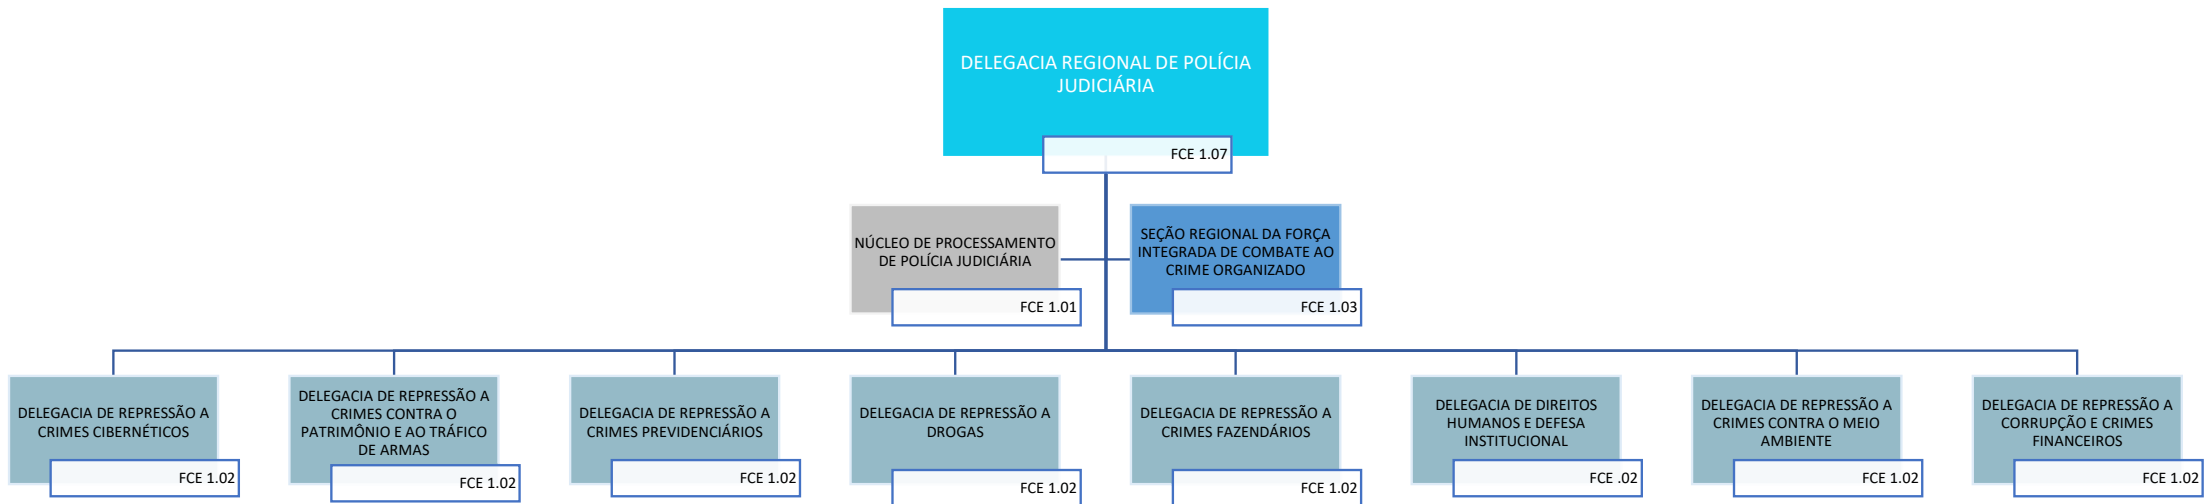 DELEGACIA REGIONAL DE POLÍCIA
JUDICIÁRIA
FCE 1.07
NÚCLEO DE PROCESSAMENTO
DE POLÍCIA JUDICIÁRIA
FCE 1.01
SEÇÃO REGIONAL DA FORÇA
INTEGRADA DE COMBATE AO
CRIME ORGANIZADO
FCE 1.03
DELEGACIA DE REPRESSÃO A
CRIMES CIBERNÉTICOS
FCE 1.02
DELEGACIA DE REPRESSÃO A
CRIMES CONTRA O
PATRIMÔNIO E AO TRÁFICO
DE ARMAS
FCE 1.02
DELEGACIA DE REPRESSÃO A
CRIMES PREVIDENCIÁRIOS
FCE 1.02
DELEGACIA DE REPRESSÃO A
DROGAS
FCE 1.02
DELEGACIA DE REPRESSÃO A
CRIMES FAZENDÁRIOS
FCE 1.02
DELEGACIA DE DIREITOS
HUMANOS E DEFESA
INSTITUCIONAL
FCE .02
DELEGACIA DE REPRESSÃO A
CRIMES CONTRA O MEIO
AMBIENTE
FCE 1.02
DELEGACIA DE REPRESSÃO A
CORRUPÇÃO E CRIMES
FINANCEIROS
FCE 1.02